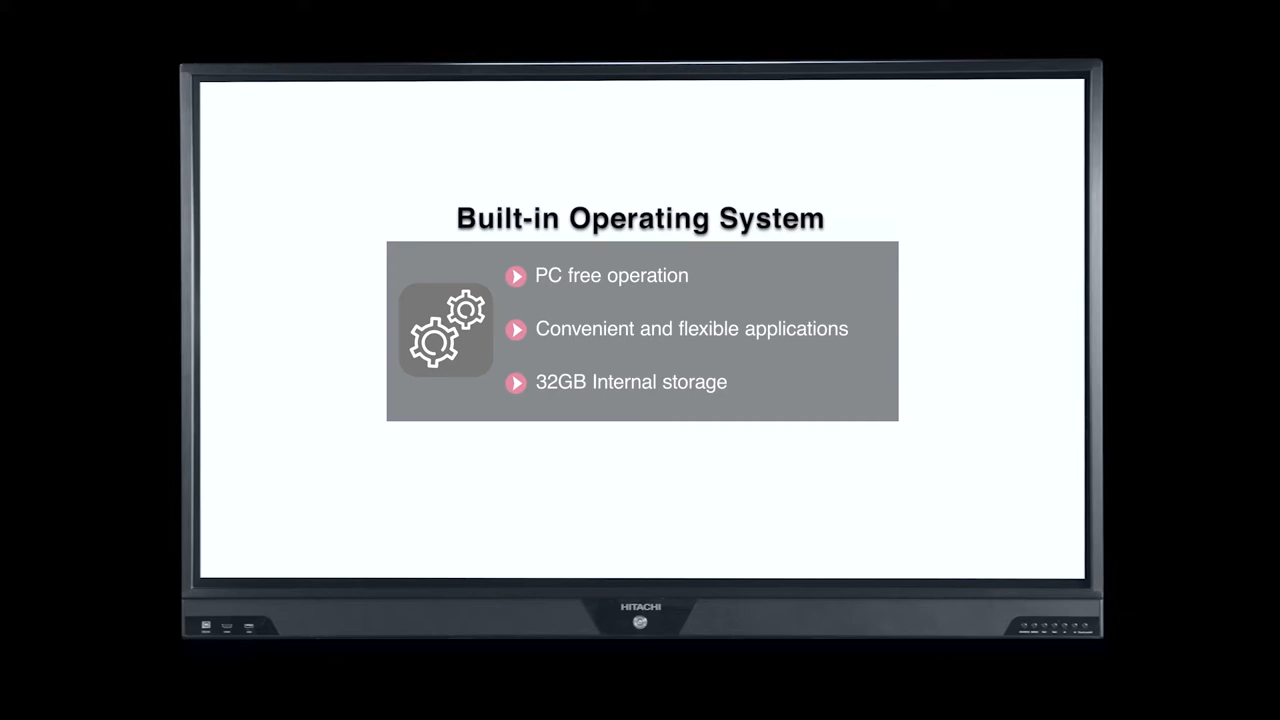 Built-in Operating System
PC free operation
Convenient and flexible applications
32GB Internal storage
HITACHI